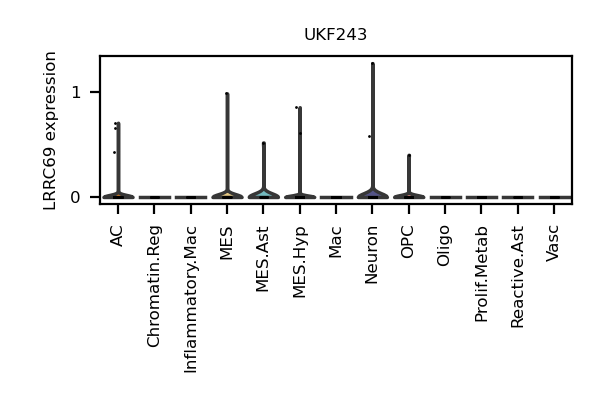 UKF243
LRRC69 expression
1
0
AC
Chromatin.Reg
Inflammatory.Mac
MES
MES.Ast
MES.Hyp
Mac
Neuron
OPC
Oligo
Prolif.Metab
Reactive.Ast
Vasc